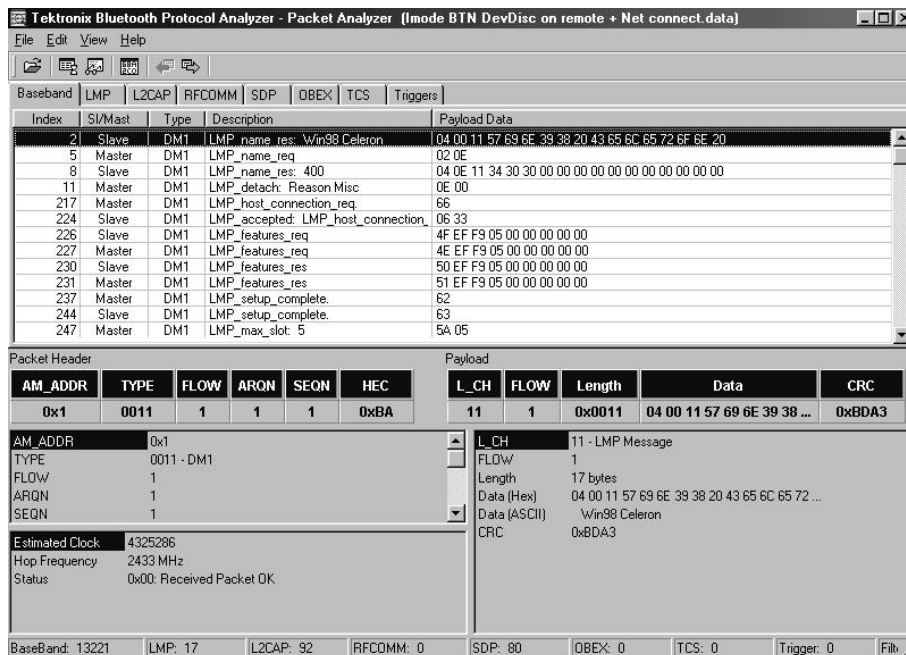 Tektronix Bluetooth Protocol Analyzer - Packet Analyzer (Imode BTN DevDisc on remote + Net connect.data)
File Edit View Help
Baseband LMP L2CAP RFCOMM SDP OBEX TCS Triggers
Index Sl/Mast Type Description Payload Data
2 Slave DM1 LMP_name_res: Win98 Celeron 04 00 11 57 69 6E 39 38 20 43 65 6C 65 72 6F 6E 20
5 Master DM1 LMP_name_req 02 0E
8 Slave DM1 LMP_name_res: 400 04 0E 11 34 30 30 00 00 00 00 00 00 00 00 00 00 00
11 Master DM1 LMP_detach: Reason Misc 0E 00
217 Master DM1 LMP_host_connection_req. 66
224 Slave DM1 LMP_accepted: LMP_host_connection_ 06 33
226 Slave DM1 LMP_features_req 4F EF F9 05 00 00 00 00 00
227 Master DM1 LMP_features_req 4E EF F9 05 00 00 00 00 00
230 Slave DM1 LMP_features_res 50 EF F9 05 00 00 00 00 00
231 Master DM1 LMP_features_res 51 EF F9 05 00 00 00 00 00
237 Master DM1 LMP_setup_complete. 62
244 Slave DM1 LMP_setup_complete. 63
247 Master DM1 LMP_max_slot: 5 5A 05
Packet Header
AM_ADDR TYPE FLOW ARQN SEQN HEC
0x1 0011 1 1 1 0xBA
Payload
L_CH FLOW Length Data CRC
11 1 0x0011 04 00 11 57 69 6E 39 38 ... 0xBDA3
AM_ADDR 0x1
TYPE 0011 - DM1
FLOW 1
ARQN 1
SEQN 1
L_CH 11 - LMP Message
FLOW 1
Length 17 bytes
Data (Hex) 04 00 11 57 69 6E 39 38 20 43 65 6C 65 72 ...
Data (ASCII) Win98 Celeron
CRC 0xBDA3
Estimated Clock 4325286
Hop Frequency 2433 MHz
Status 0x00: Received Packet OK
BaseBand: 13221 LMP: 17 L2CAP: 92 RFCOMM: 0 SDP: 80 OBEX: 0 TCS: 0 Trigger: 0